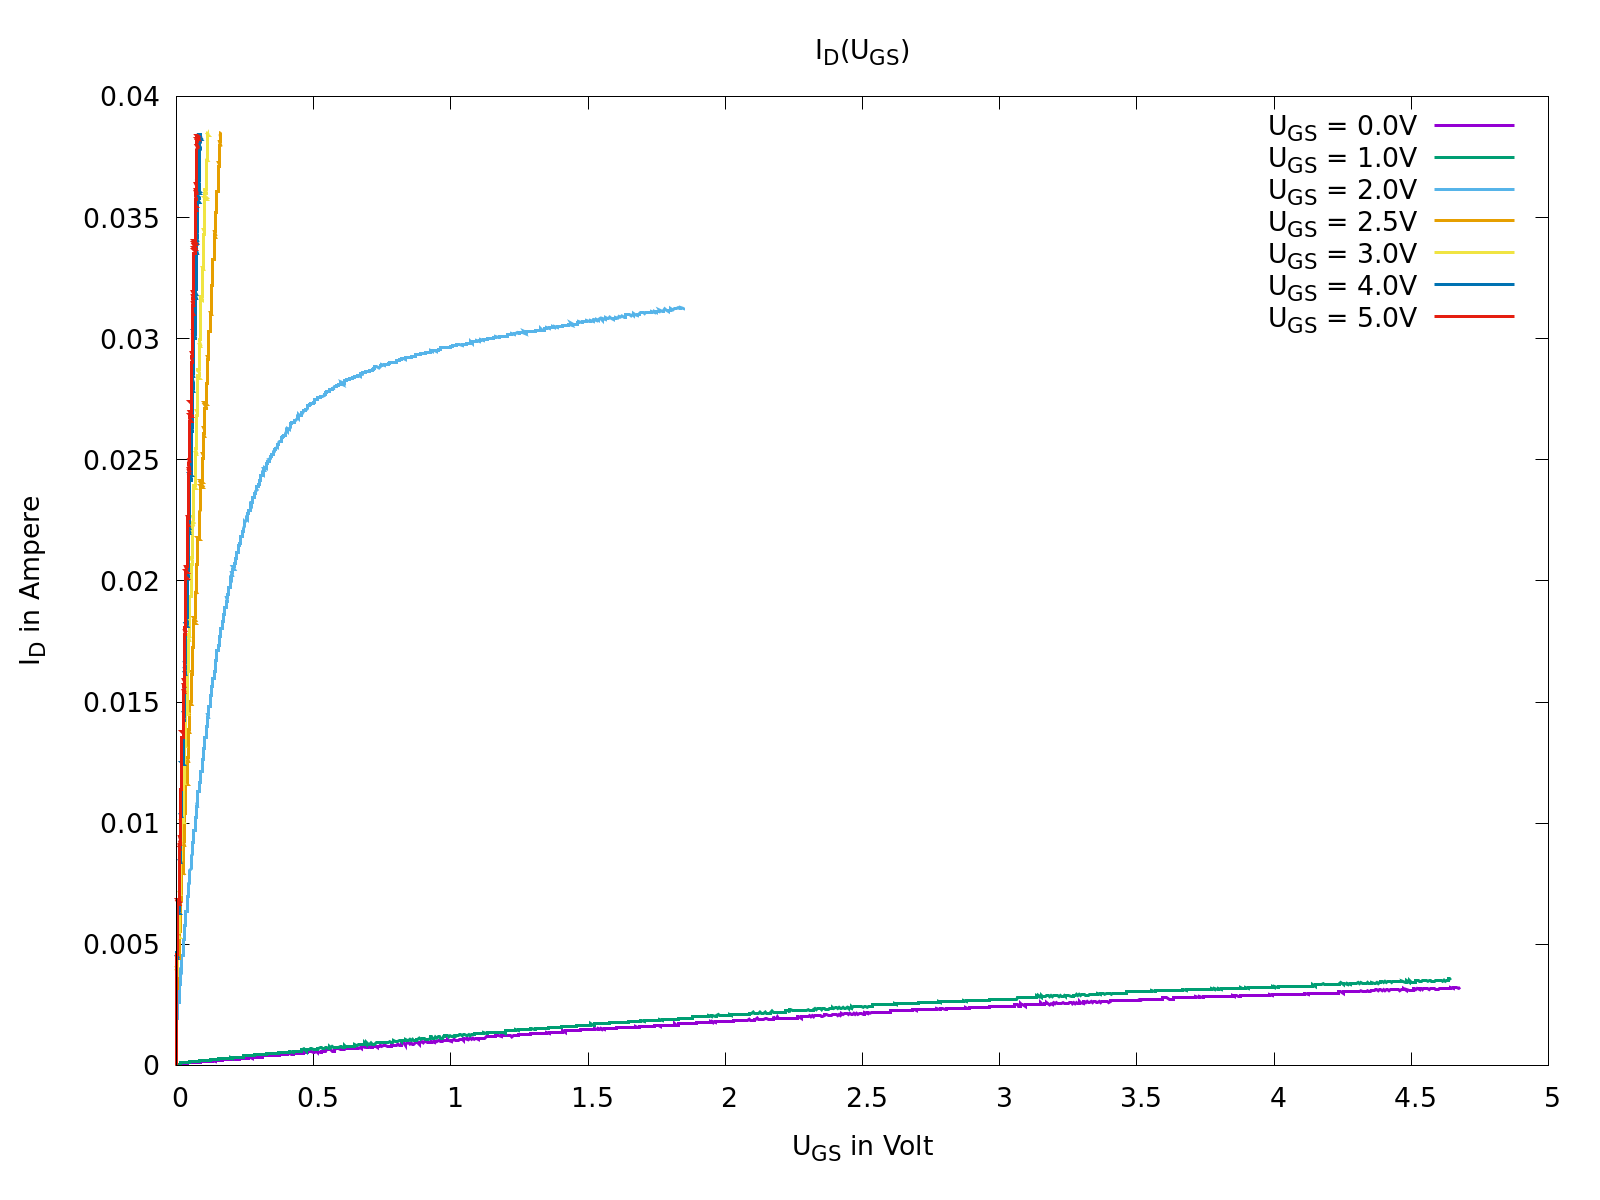 I_D(U_GS)
0.04
0.035
0.03
0.025
0.02
0.015
0.01
0.005
0
I_D in Ampere
U_GS = 0.0V
U_GS = 1.0V
U_GS = 2.0V
U_GS = 2.5V
U_GS = 3.0V
U_GS = 4.0V
U_GS = 5.0V
0 0.5 1 1.5 2 2.5 3 3.5 4 4.5 5
U_GS in Volt